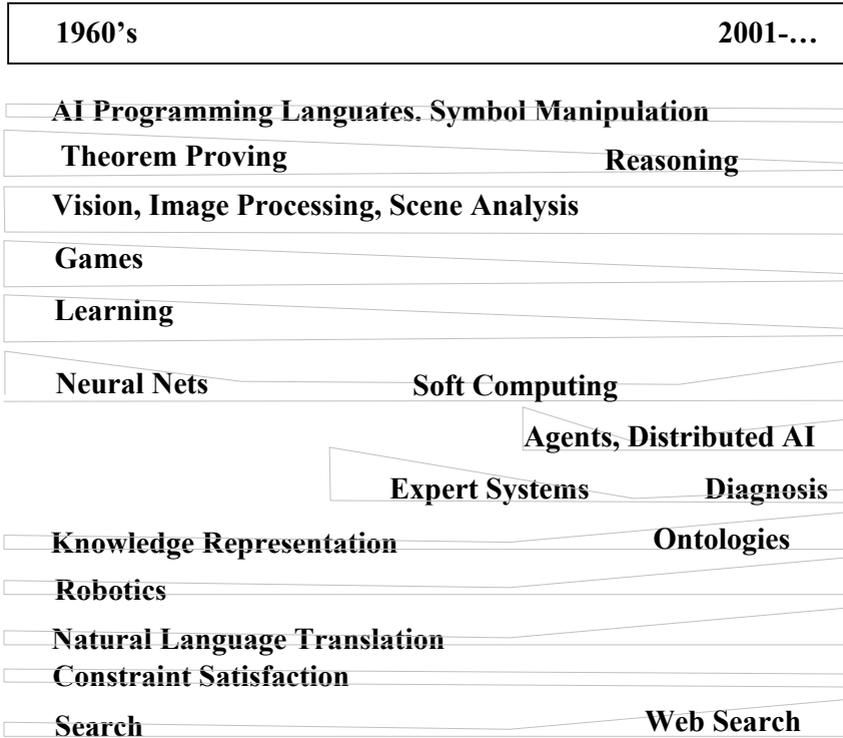 1960’s 2001-…
AI Programming Languates. Symbol Manipulation
Theorem Proving Reasoning
Vision, Image Processing, Scene Analysis
Games
Learning
Neural Nets Soft Computing
Agents, Distributed AI
Expert Systems Diagnosis
Knowledge Representation Ontologies
Robotics
Natural Language Translation
Constraint Satisfaction
Search Web Search